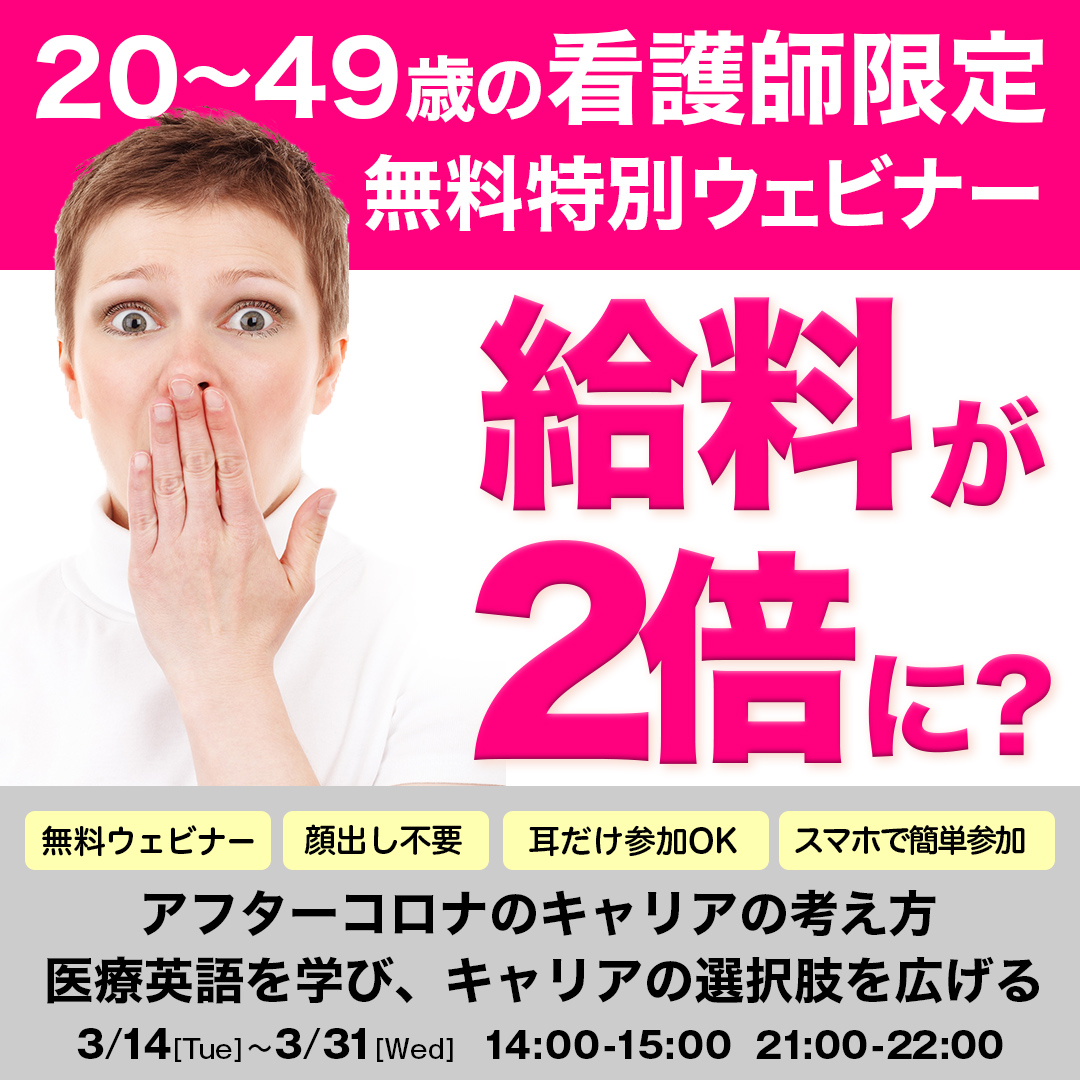 20〜49歳の看護師限定
無料特別ウェビナー
給料が
2倍に?
無料ウェビナー 顔出し不要 耳だけ参加OK スマホで簡単参加
アフターコロナのキャリアの考え方
医療英語を学び、キャリアの選択肢を広げる
3/14[Tue]〜3/31[Wed] 14:00-15:00 21:00-22:00